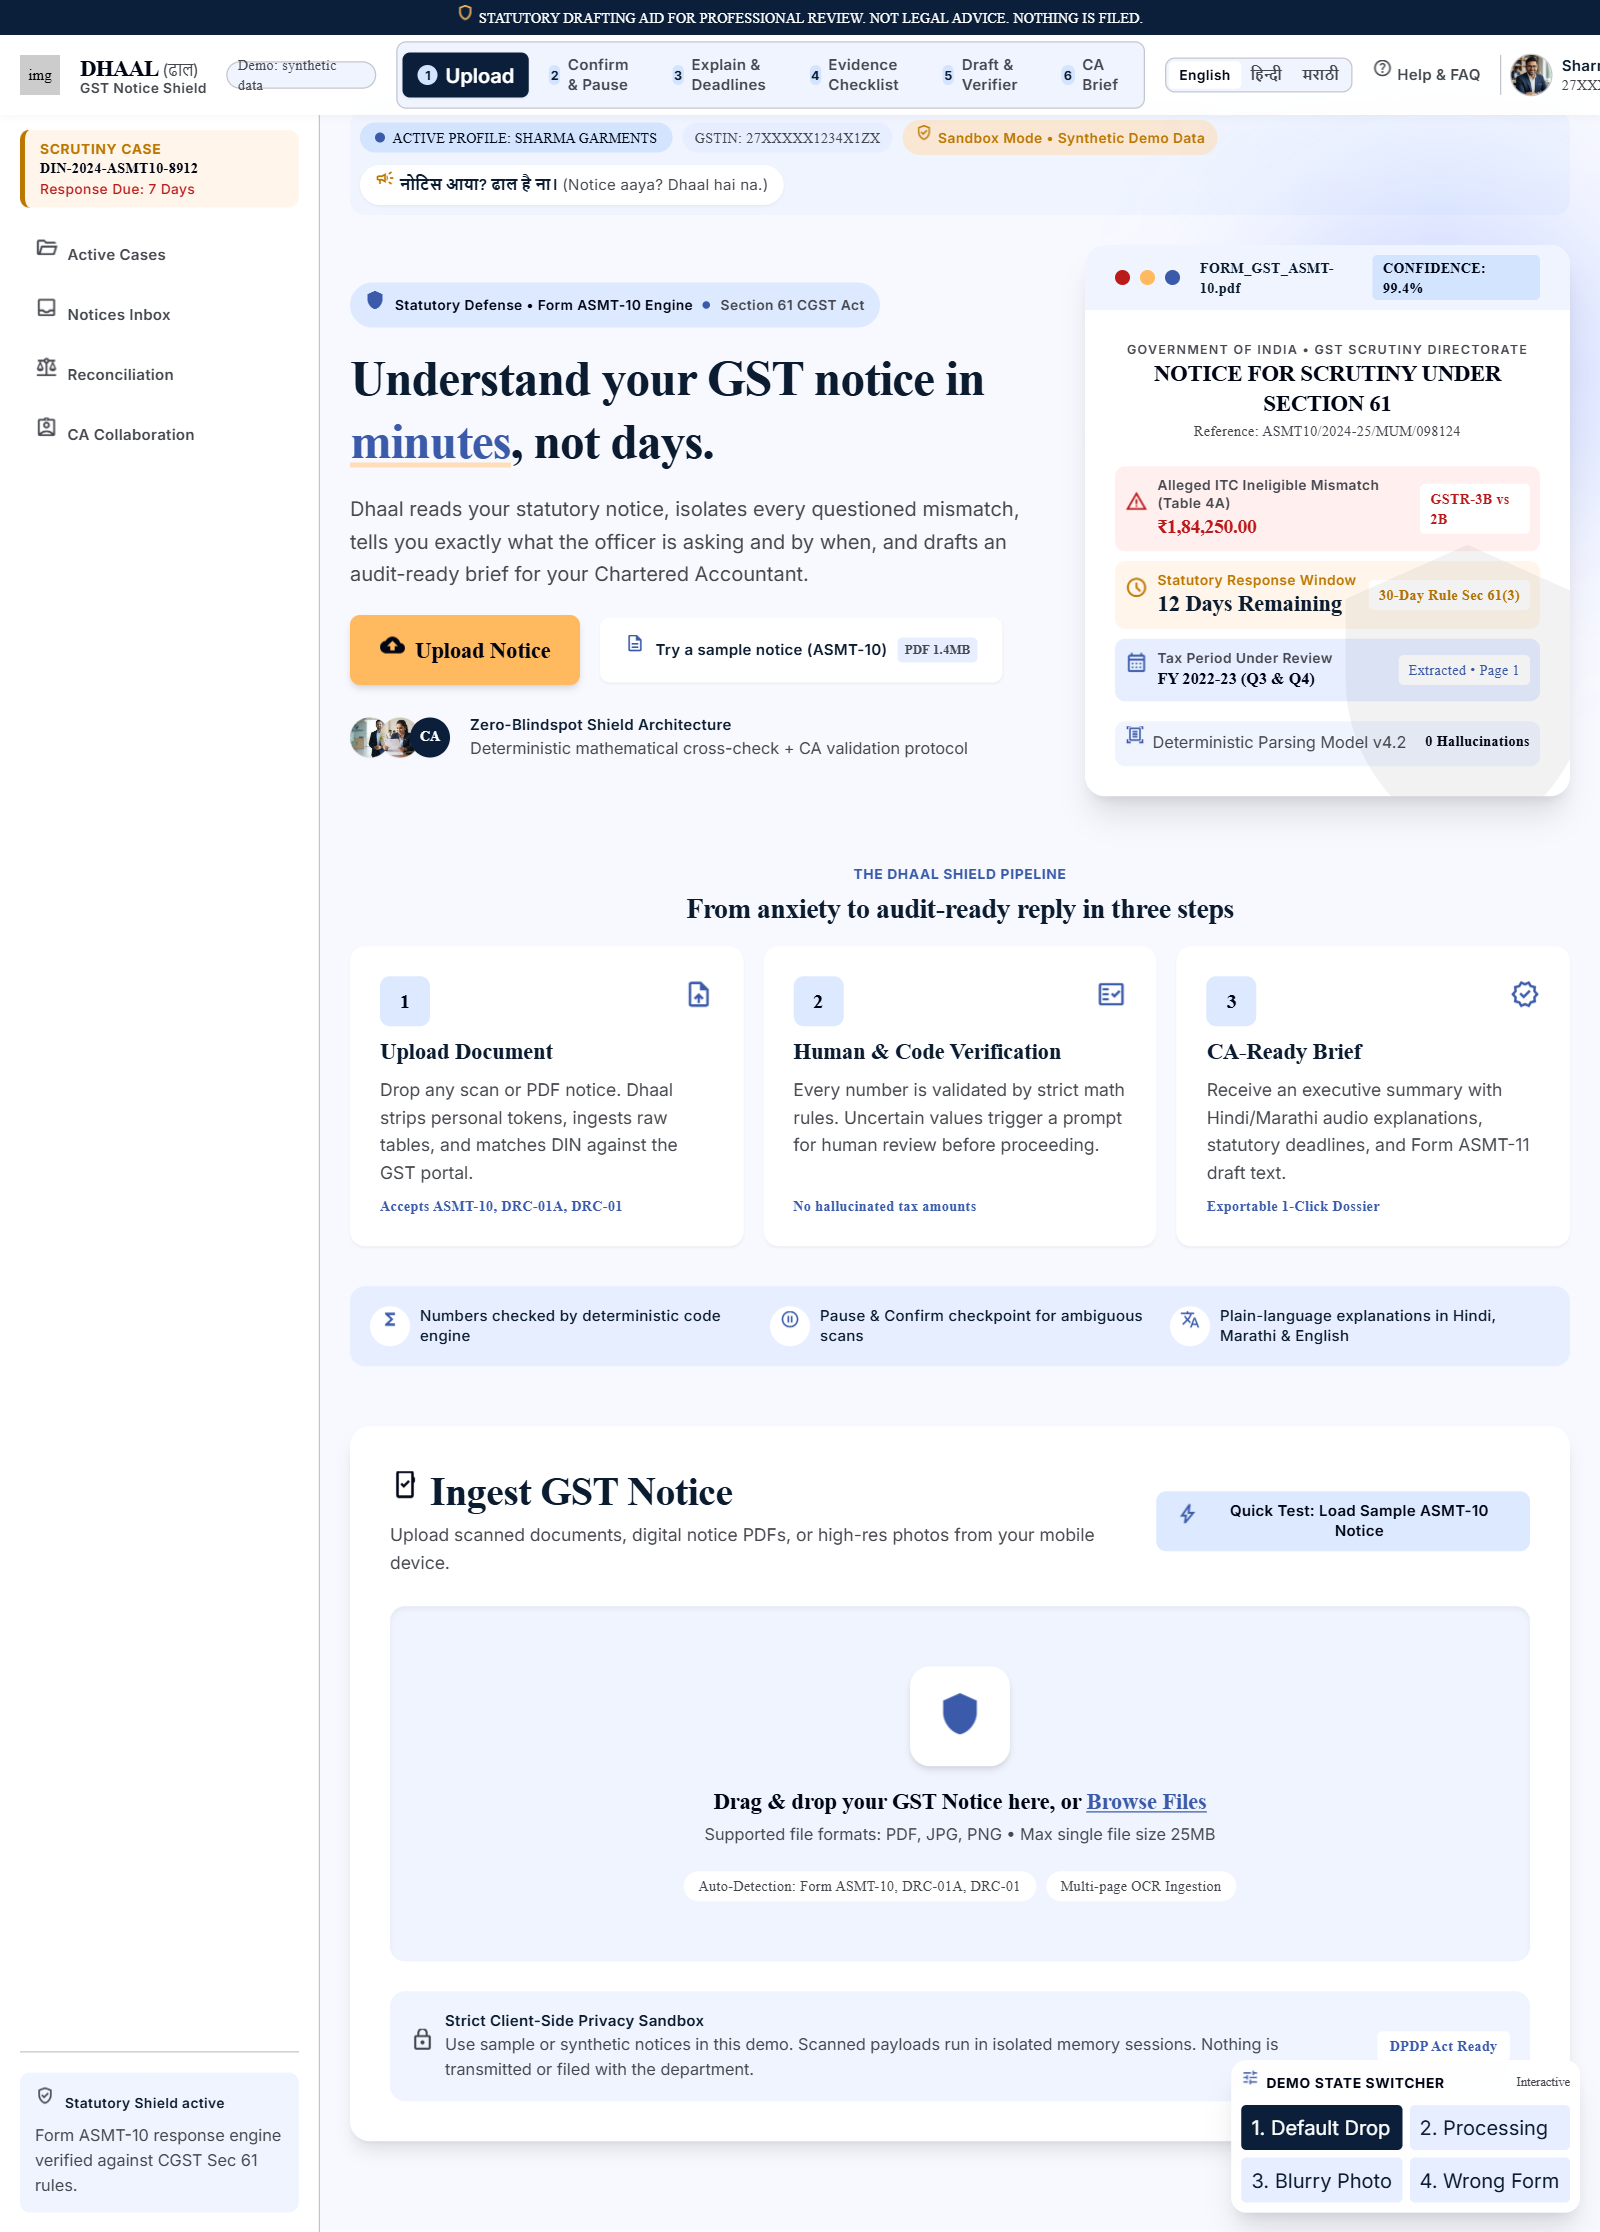 STATUTORY DRAFTING AID FOR PROFESSIONAL REVIEW. NOT LEGAL ADVICE. NOTHING IS FILED.
img
DHAAL (ढाल)
GST Notice Shield
Demo: synthetic
data
1 Upload
2 Confirm
& Pause
3 Explain &
Deadlines
4 Evidence
Checklist
5 Draft &
Verifier
6 CA
Brief
English हिन्दी मराठी
Help & FAQ
Shar
27XX
SCRUTINY CASE
DIN-2024-ASMT10-8912
Response Due: 7 Days
Active Cases
Notices Inbox
Reconciliation
CA Collaboration
Statutory Shield active
Form ASMT-10 response engine
verified against CGST Sec 61
rules.
ACTIVE PROFILE: SHARMA GARMENTS
GSTIN: 27XXXXX1234X1ZX
Sandbox Mode • Synthetic Demo Data
नोटिस आया? ढाल है ना। (Notice aaya? Dhaal hai na.)
Statutory Defense • Form ASMT-10 Engine • Section 61 CGST Act
Understand your GST notice in
minutes, not days.
Dhaal reads your statutory notice, isolates every questioned mismatch,
tells you exactly what the officer is asking and by when, and drafts an
audit-ready brief for your Chartered Accountant.
Upload Notice
Try a sample notice (ASMT-10) PDF 1.4MB
CA
Zero-Blindspot Shield Architecture
Deterministic mathematical cross-check + CA validation protocol
FORM_GST_ASMT-
10.pdf
CONFIDENCE:
99.4%
GOVERNMENT OF INDIA • GST SCRUTINY DIRECTORATE
NOTICE FOR SCRUTINY UNDER
SECTION 61
Reference: ASMT10/2024-25/MUM/098124
Alleged ITC Ineligible Mismatch
(Table 4A)
₹1,84,250.00
GSTR-3B vs
2B
Statutory Response Window
12 Days Remaining
30-Day Rule Sec 61(3)
Tax Period Under Review
FY 2022-23 (Q3 & Q4)
Extracted • Page 1
Deterministic Parsing Model v4.2
0 Hallucinations
THE DHAAL SHIELD PIPELINE
From anxiety to audit-ready reply in three steps
1
Upload Document
Drop any scan or PDF notice. Dhaal
strips personal tokens, ingests raw
tables, and matches DIN against the
GST portal.
Accepts ASMT-10, DRC-01A, DRC-01
2
Human & Code Verification
Every number is validated by strict math
rules. Uncertain values trigger a prompt
for human review before proceeding.
No hallucinated tax amounts
3
CA-Ready Brief
Receive an executive summary with
Hindi/Marathi audio explanations,
statutory deadlines, and Form ASMT-11
draft text.
Exportable 1-Click Dossier
Numbers checked by deterministic code
engine
Pause & Confirm checkpoint for ambiguous
scans
Plain-language explanations in Hindi,
Marathi & English
Ingest GST Notice
Upload scanned documents, digital notice PDFs, or high-res photos from your mobile
device.
Quick Test: Load Sample ASMT-10
Notice
Drag & drop your GST Notice here, or Browse Files
Supported file formats: PDF, JPG, PNG • Max single file size 25MB
Auto-Detection: Form ASMT-10, DRC-01A, DRC-01
Multi-page OCR Ingestion
Strict Client-Side Privacy Sandbox
Use sample or synthetic notices in this demo. Scanned payloads run in isolated memory sessions. Nothing is
transmitted or filed with the department.
DPDP Act Ready
DEMO STATE SWITCHER
Interactive
1. Default Drop
2. Processing
3. Blurry Photo
4. Wrong Form